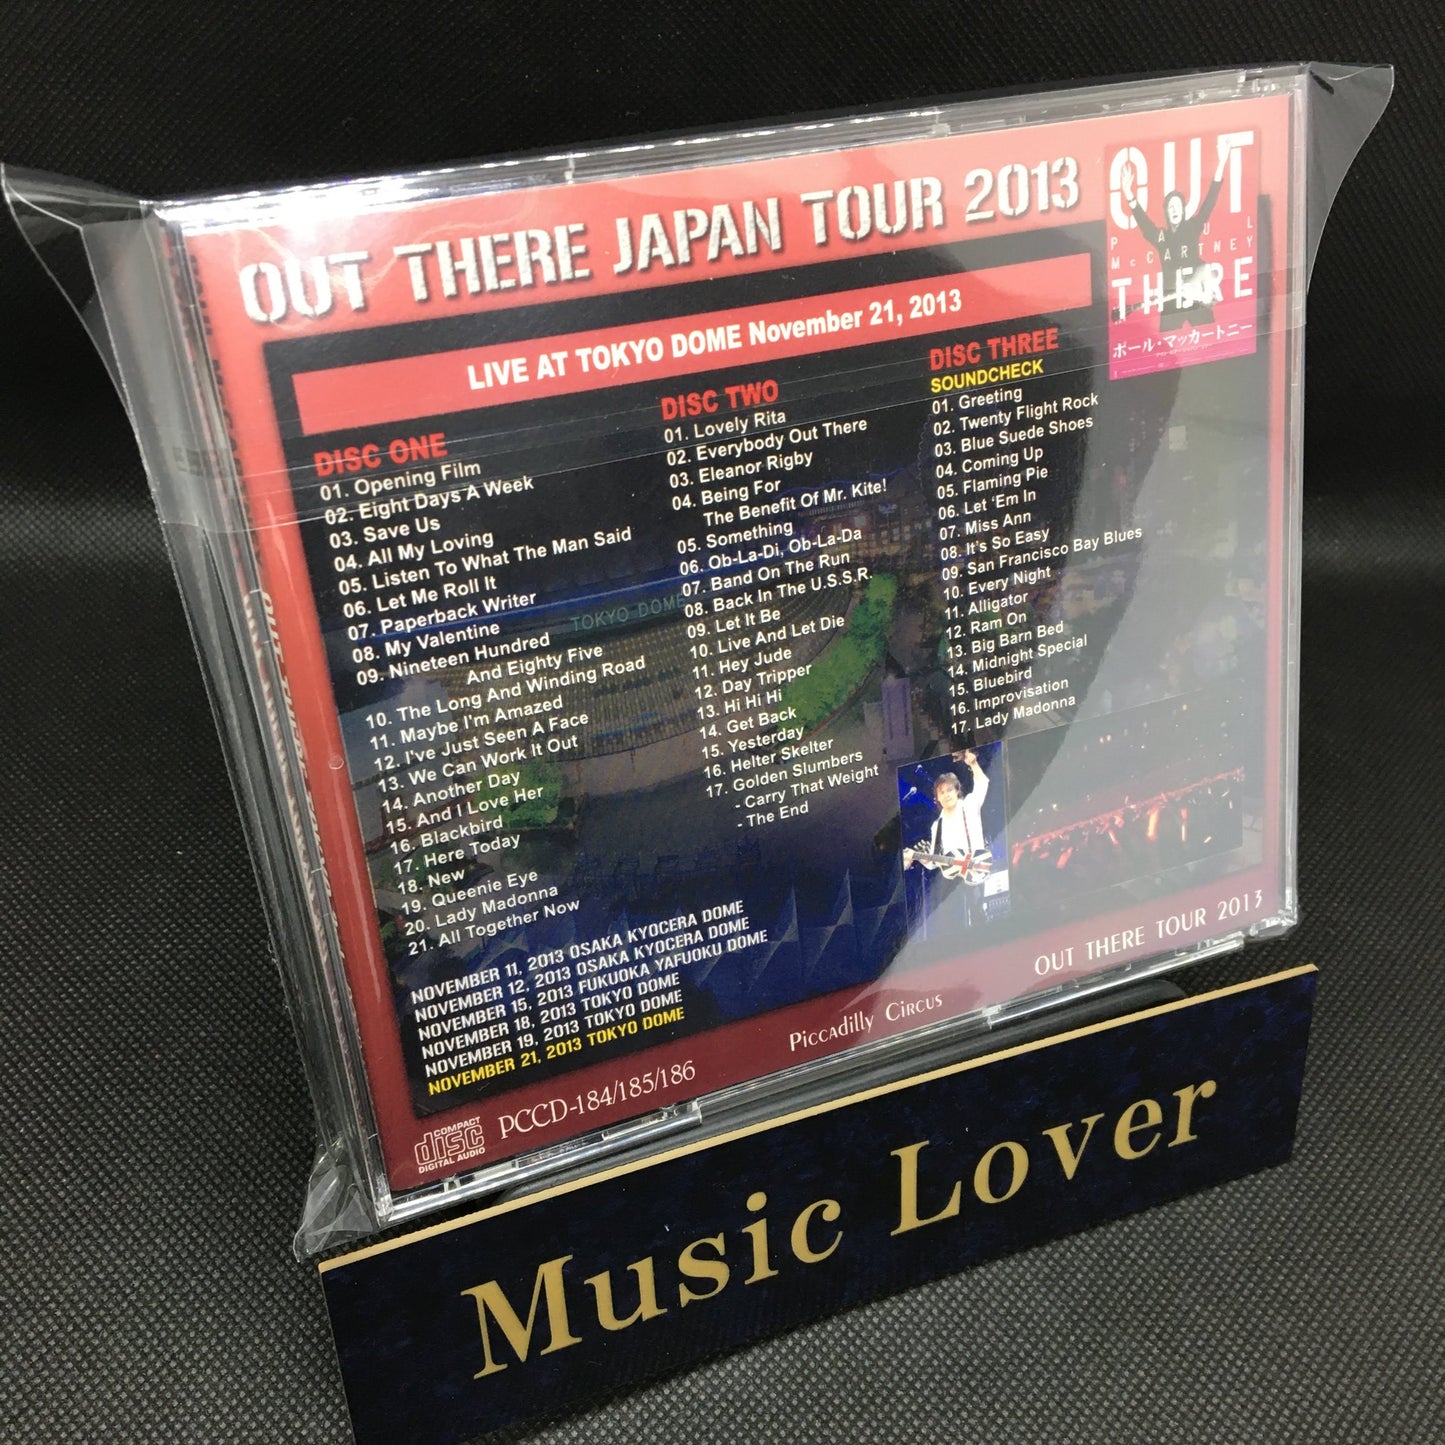 OUT THERE JAPAN TOUR 2013
OUT
PAUL
McCARTNEY
THERE
ポール・マッカートニー
LIVE AT TOKYO DOME November 21, 2013
DISC ONE
01. Opening Film
02. Eight Days A Week
03. Save Us
04. All My Loving
05. Listen To What The Man Said
06. Let Me Roll It
07. Paperback Writer
08. My Valentine
09. Nineteen Hundred
And Eighty Five
10. The Long And Winding Road
11. Maybe I'm Amazed
12. I've Just Seen A Face
13. We Can Work It Out
14. Another Day
15. And I Love Her
16. Blackbird
17. Here Today
18. New
19. Queenie Eye
20. Lady Madonna
21. All Together Now
DISC TWO
01. Lovely Rita
02. Everybody Out There
03. Eleanor Rigby
04. Being For
The Benefit Of Mr. Kite!
05. Something
06. Ob-La-Di, Ob-La-Da
07. Band On The Run
08. Back In The U.S.S.R.
09. Let It Be
10. Live And Let Die
11. Hey Jude
12. Day Tripper
13. Hi Hi Hi
14. Get Back
15. Yesterday
16. Helter Skelter
17. Golden Slumbers
- Carry That Weight
- The End
DISC THREE
SOUNDCHECK
01. Greeting
02. Twenty Flight Rock
03. Blue Suede Shoes
04. Coming Up
05. Flaming Pie
06. Let ‘Em In
07. Miss Ann
08. It's So Easy
09. San Francisco Bay Blues
10. Every Night
11. Alligator
12. Ram On
13. Big Barn Bed
14. Midnight Special
15. Bluebird
16. Improvisation
17. Lady Madonna
TOKYO DOME
NOVEMBER 11, 2013 OSAKA KYOCERA DOME
NOVEMBER 12, 2013 OSAKA KYOCERA DOME
NOVEMBER 15, 2013 FUKUOKA YAFUOKU DOME
NOVEMBER 18, 2013 TOKYO DOME
NOVEMBER 19, 2013 TOKYO DOME
NOVEMBER 21, 2013 TOKYO DOME
COMPACT
disc
DIGITAL AUDIO
PCCD-184/185/186
Piccadilly Circus
OUT THERE TOUR 2013
Music Lover